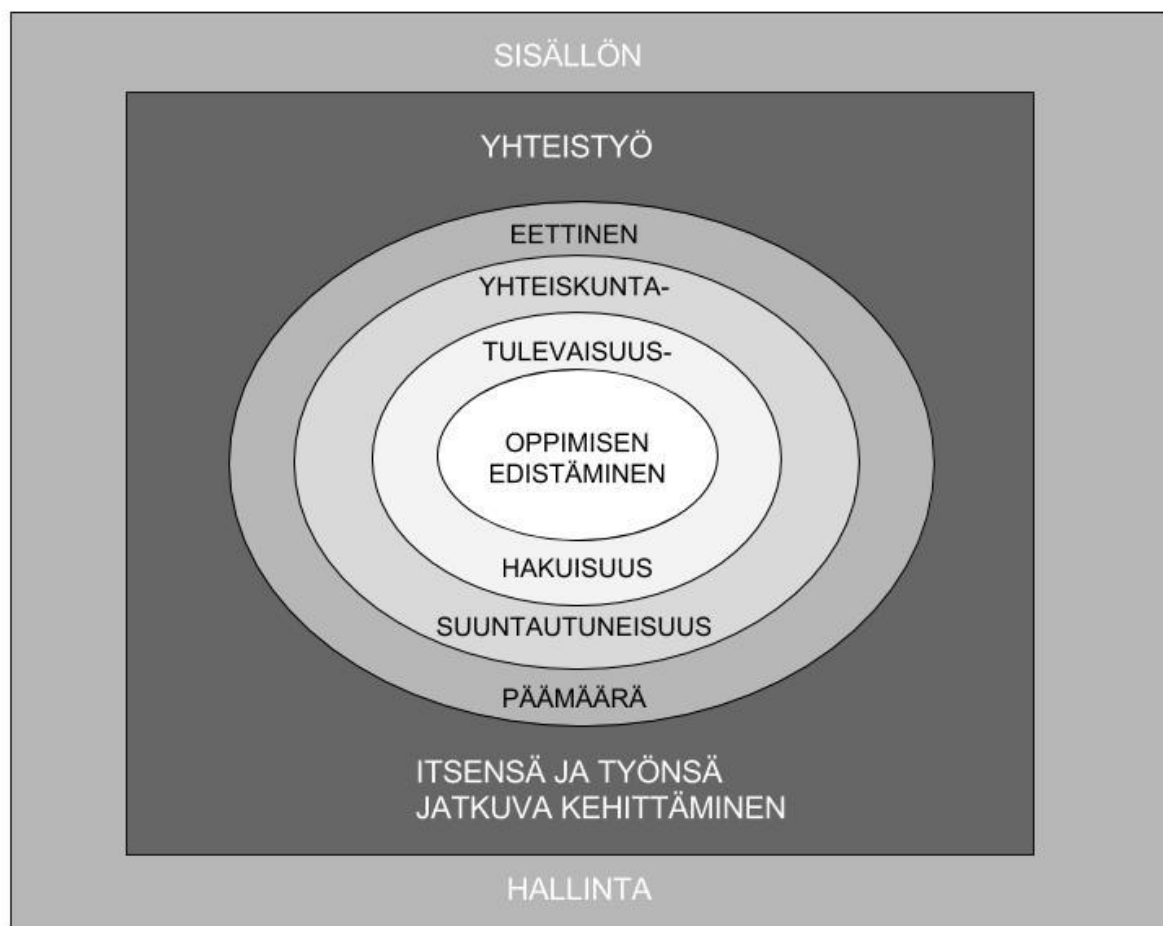 SISÄLLÖN
YHTEISTYÖ
EETTINEN
YHTEISKUNTA-
TULEVAISUUS-
OPPIMISEN
EDISTÄMINEN
HAKUISUUS
SUUNTAUTUNEISUUS
PÄÄMÄÄRÄ
ITSENSÄ JA TYÖNSÄ
JATKUVA KEHITTÄMINEN
HALLINTA